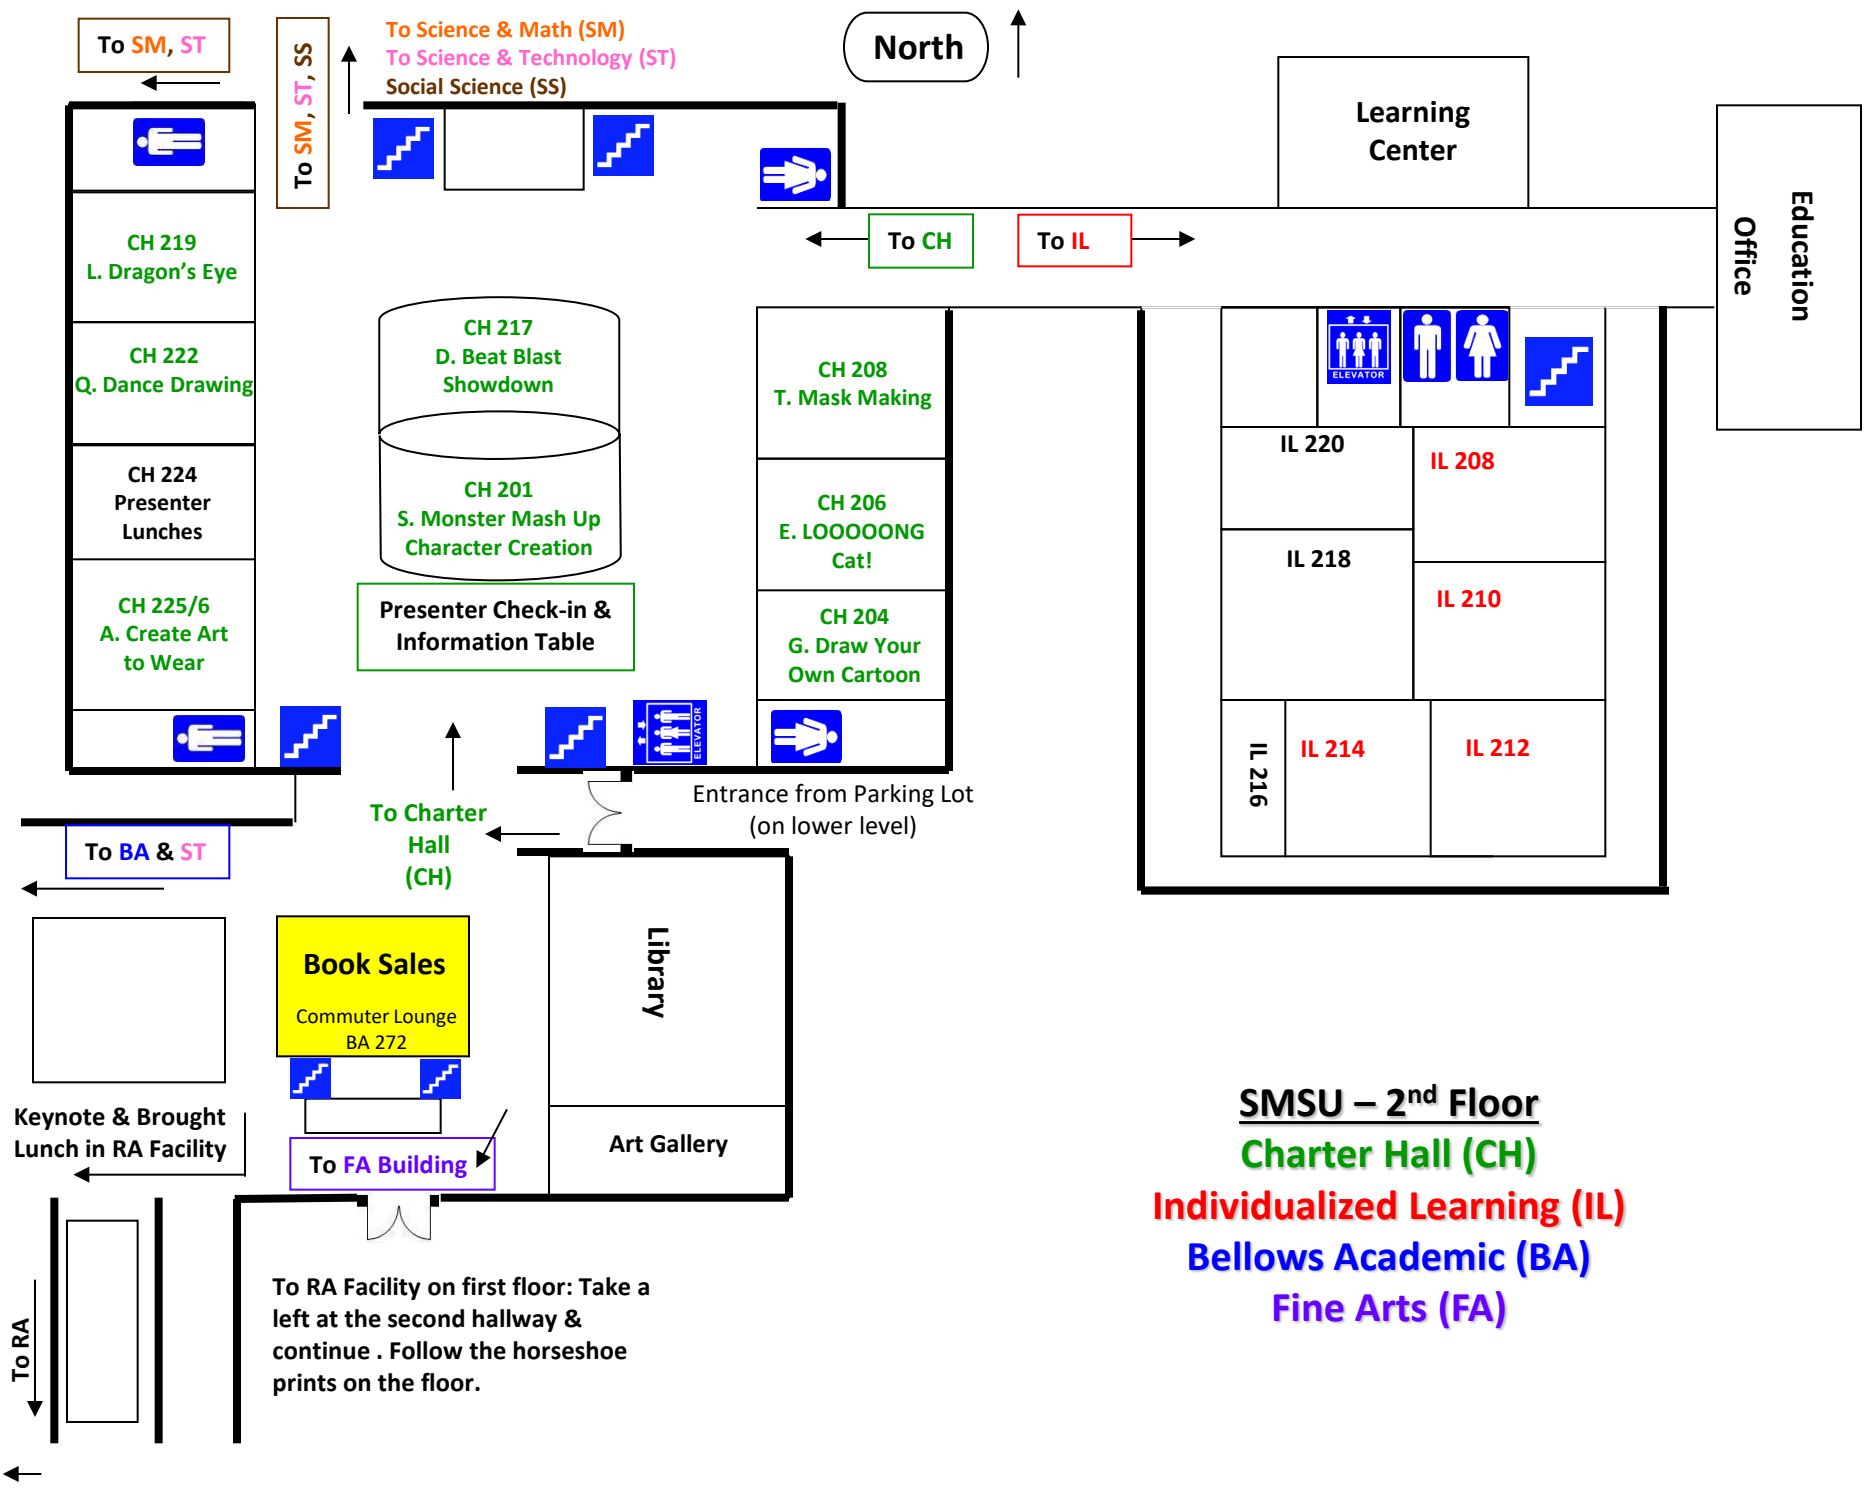 To SM, ST
To SM, ST, SS
To Science & Math (SM)
To Science & Technology (ST)
Social Science (SS)
North
Learning
Center
Education
Office
CH 219
L. Dragon's Eye
CH 222
Q. Dance Drawing
CH 224
Presenter
Lunches
CH 225/6
A. Create Art
to Wear
CH 217
D. Beat Blast
Showdown
CH 201
S. Monster Mash Up
Character Creation
Presenter Check-in &
Information Table
To CH
To IL
CH 208
T. Mask Making
CH 206
E. LOOOOONG
Cat!
CH 204
G. Draw Your
Own Cartoon
ELEVATOR
ELEVATOR
IL 220
IL 208
IL 218
IL 210
IL 216
IL 214
IL 212
Entrance from Parking Lot
(on lower level)
To Charter
Hall
(CH)
To BA & ST
Book Sales
Commuter Lounge
BA 272
Library
Art Gallery
Keynote & Brought
Lunch in RA Facility
To FA Building
To RA
To RA Facility on first floor: Take a
left at the second hallway &
continue . Follow the horseshoe
prints on the floor.
SMSU – 2nd Floor
Charter Hall (CH)
Individualized Learning (IL)
Bellows Academic (BA)
Fine Arts (FA)